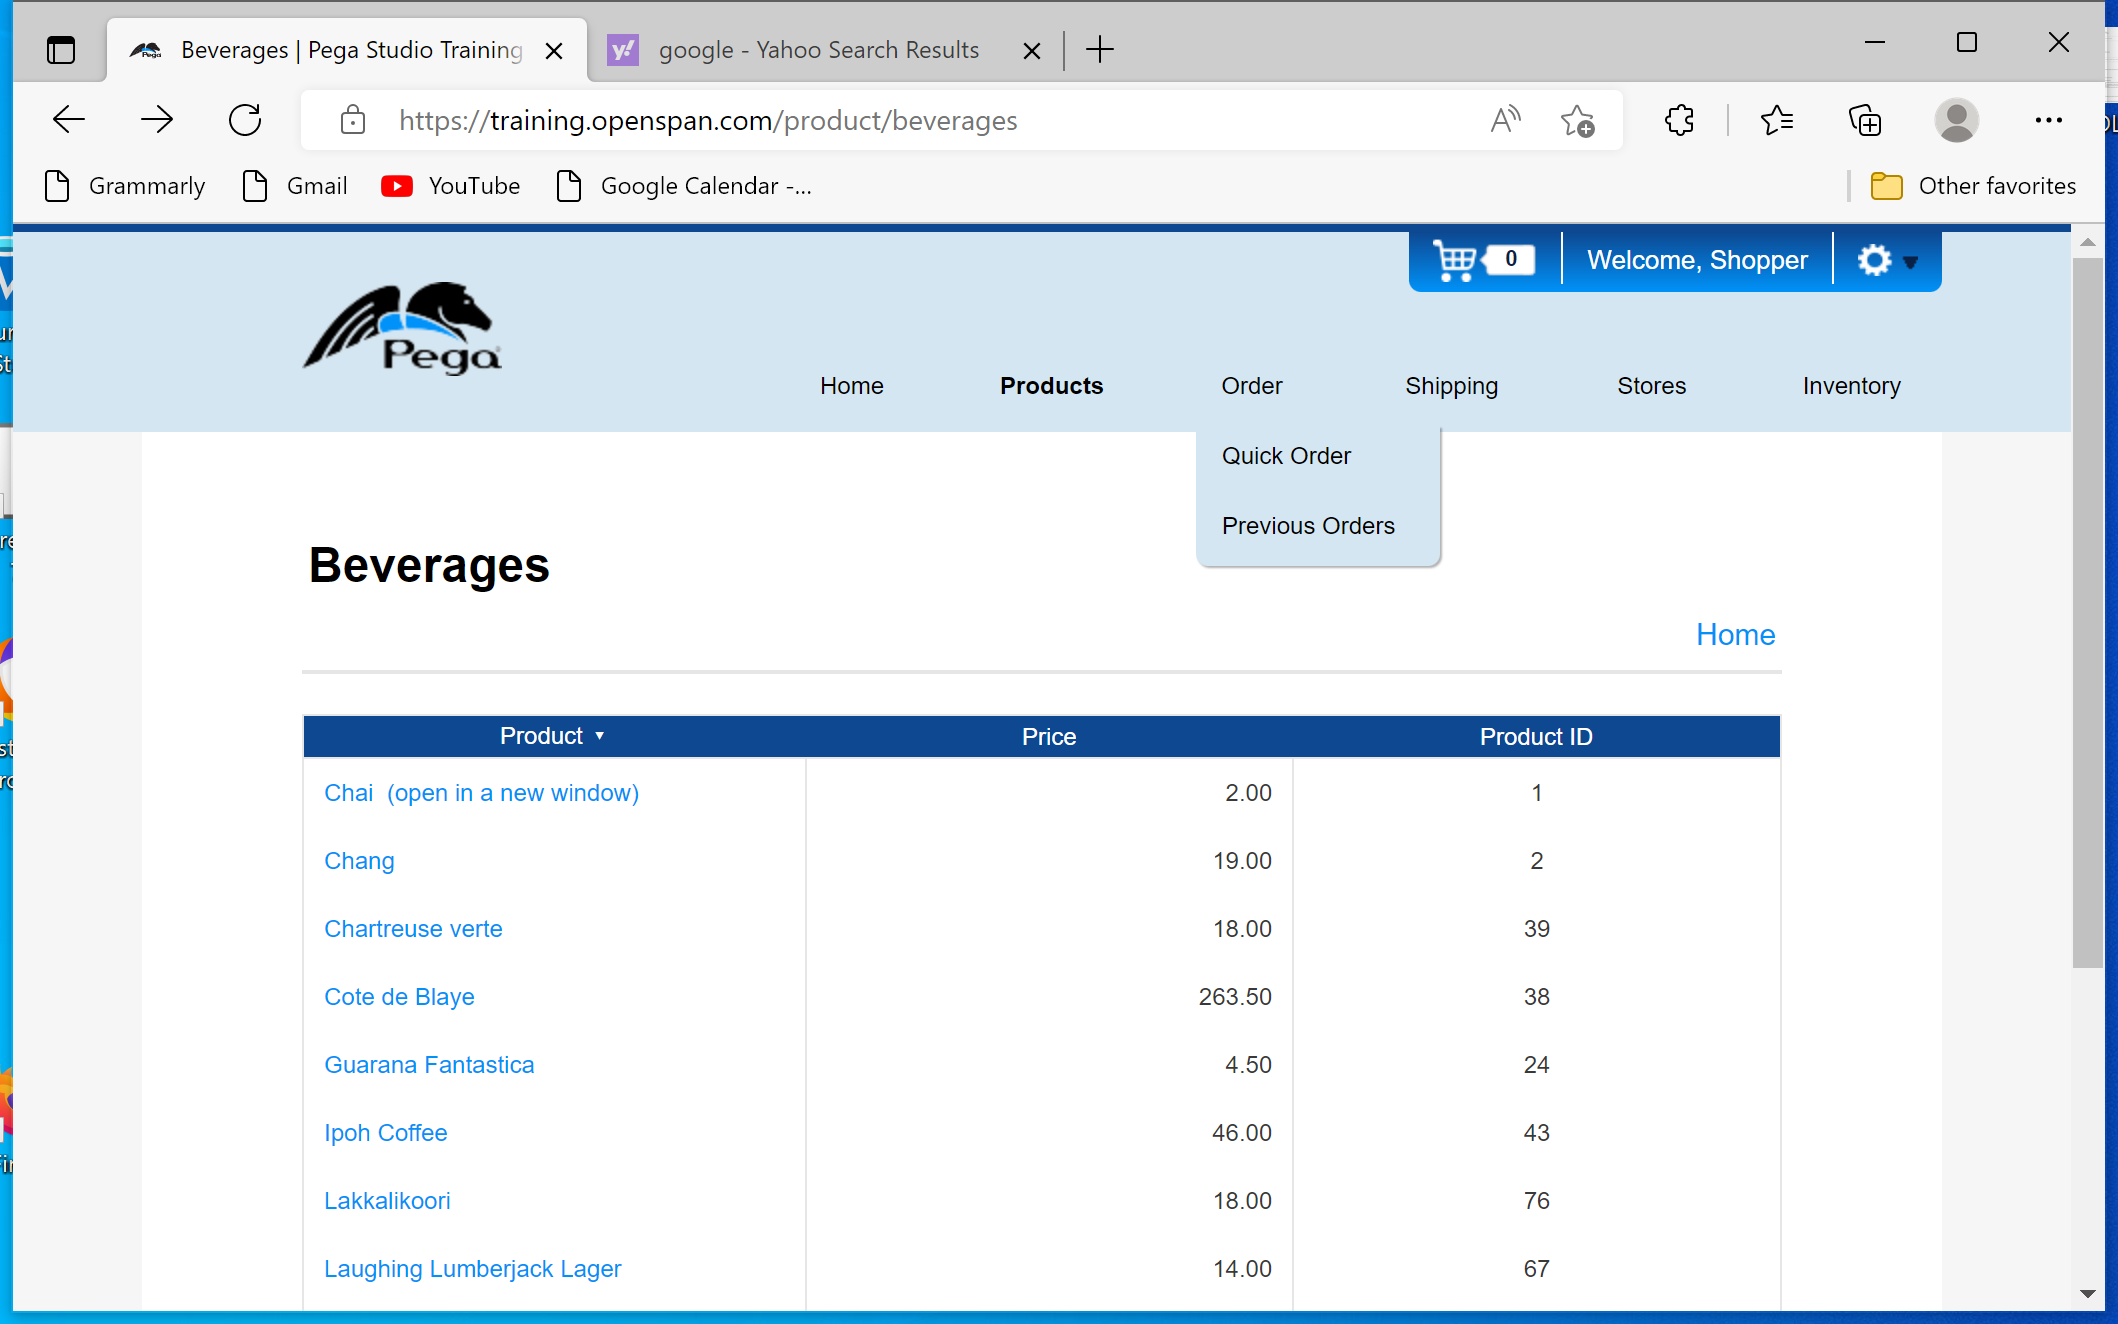 Beverages | Pega Studio Training
google - Yahoo Search Results
https://training.openspan.com/product/beverages
Grammarly
Gmail
YouTube
Google Calendar -...
Other favorites
0
Welcome, Shopper
Pega
Home
Products
Order
Shipping
Stores
Inventory
Quick Order
Previous Orders
Beverages
Home
Product ▼ Price Product ID
Chai (open in a new window) 2.00 1
Chang 19.00 2
Chartreuse verte 18.00 39
Cote de Blaye 263.50 38
Guarana Fantastica 4.50 24
Ipoh Coffee 46.00 43
Lakkalikoori 18.00 76
Laughing Lumberjack Lager 14.00 67